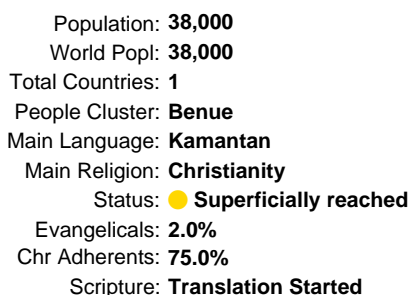 Population: 38,000
World Popl: 38,000
Total Countries: 1
People Cluster: Benue
Main Language: Kamantan
Main Religion: Christianity
Status: Superficially reached
Evangelicals: 2.0%
Chr Adherents: 75.0%
Scripture: Translation Started